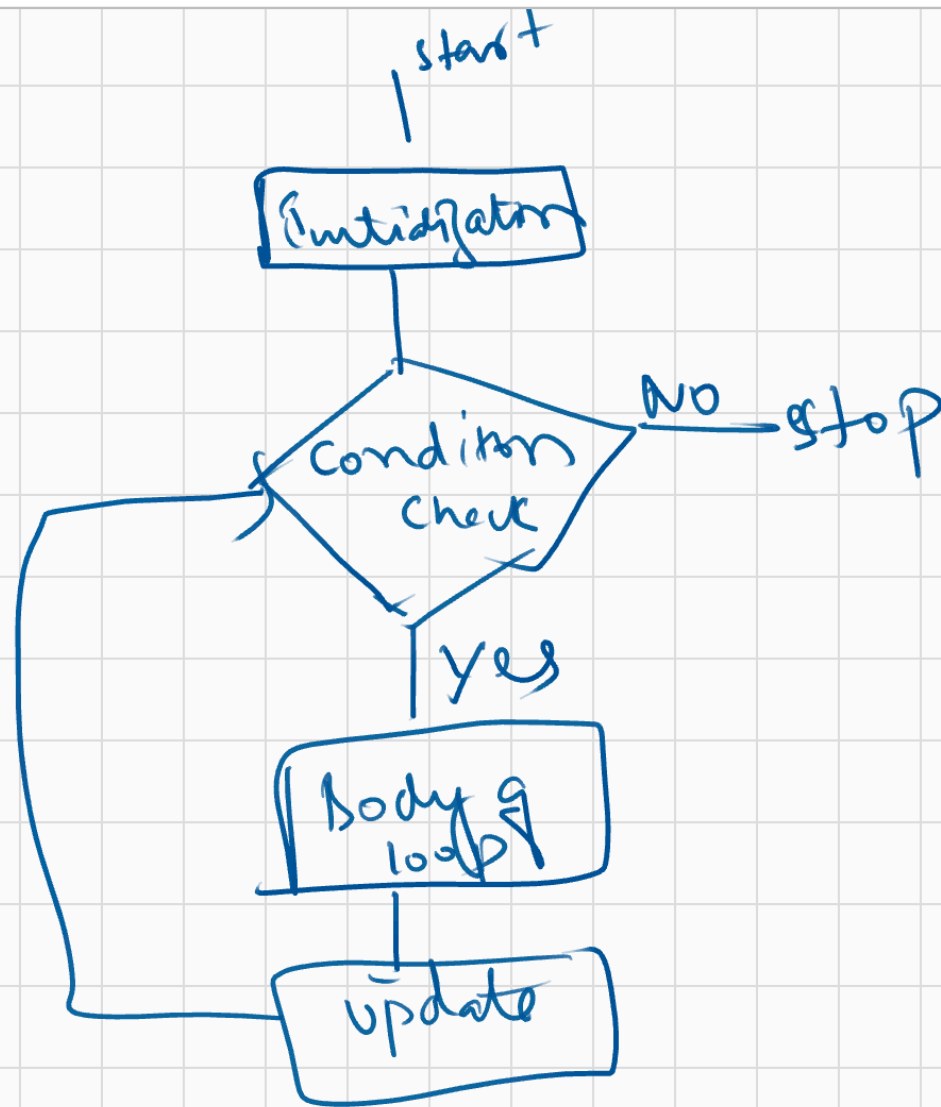 start
Initialization
Condition
Check
NO
stop
yes
Body of
loop
update